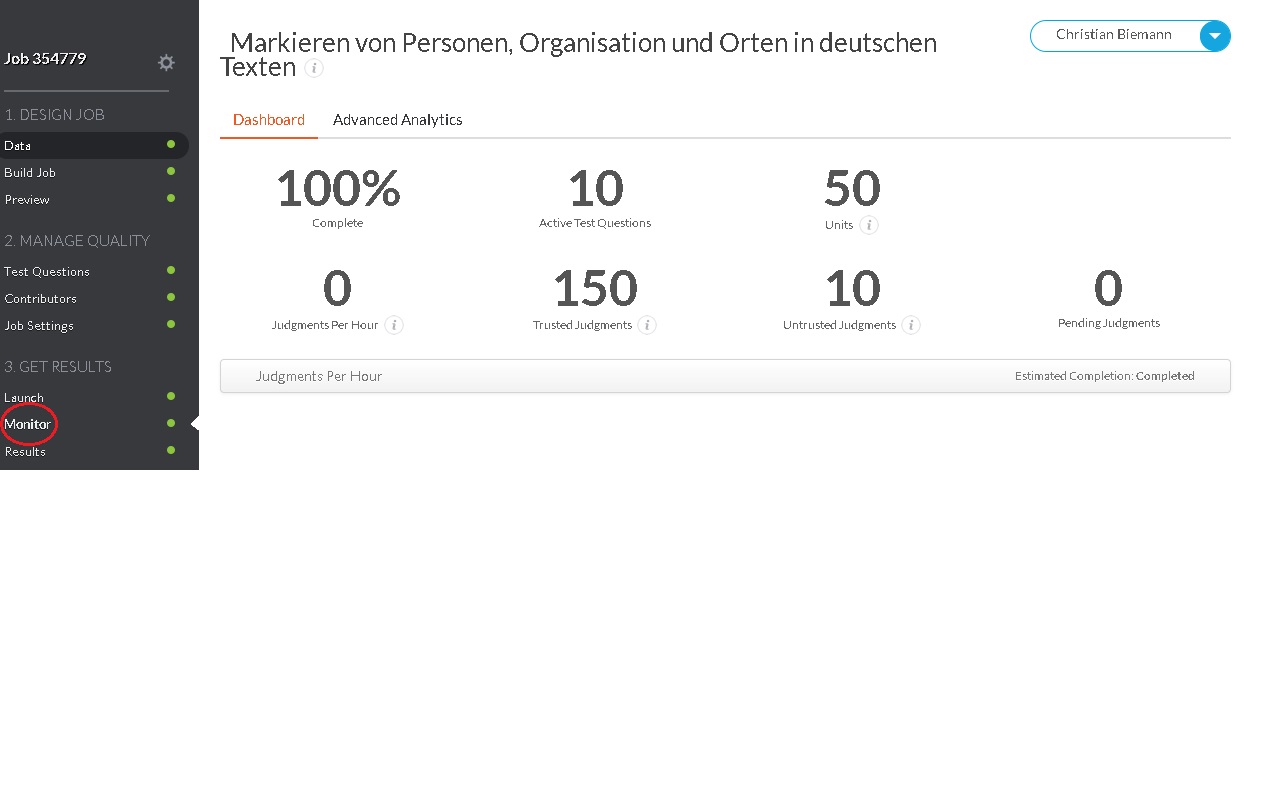 Job 354779
1. DESIGN JOB
Data
Build Job
Preview
2. MANAGE QUALITY
Test Questions
Contributors
Job Settings
3. GET RESULTS
Launch
Monitor
Results
Markieren von Personen, Organisation und Orten in deutschen
Texten i
Christian Biemann
Dashboard Advanced Analytics
100% 10 50
Complete Active Test Questions Units i
0 150 10 0
Judgments Per Hour i Trusted Judgments i Untrusted Judgments i Pending Judgments
Judgments Per Hour Estimated Completion: Completed